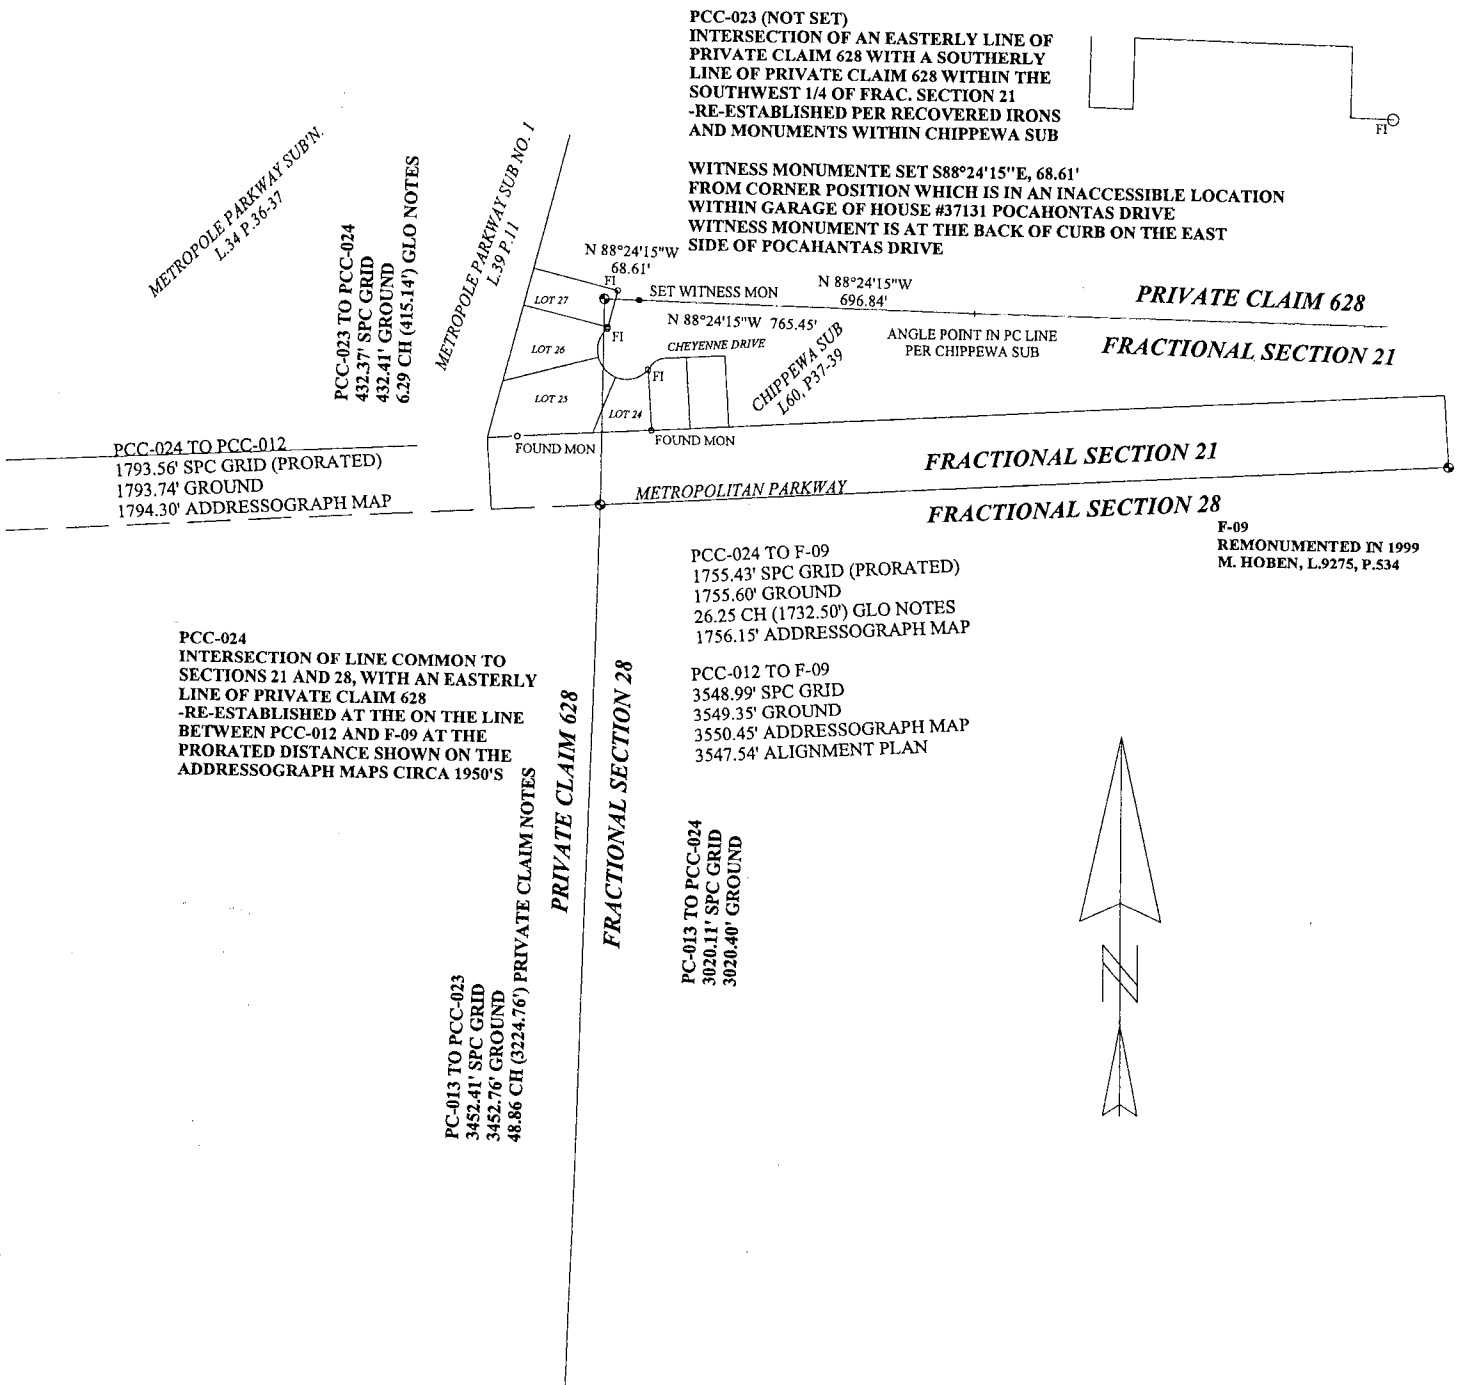 PCC-023 (NOT SET)
INTERSECTION OF AN EASTERLY LINE OF
PRIVATE CLAIM 628 WITH A SOUTHERLY
LINE OF PRIVATE CLAIM 628 WITHIN THE
SOUTHWEST 1/4 OF FRAC. SECTION 21
-RE-ESTABLISHED PER RECOVERED IRONS
AND MONUMENTS WITHIN CHIPPEWA SUB
FI
WITNESS MONUMENTE SET S88°24'15"E, 68.61'
FROM CORNER POSITION WHICH IS IN AN INACCESSIBLE LOCATION
WITHIN GARAGE OF HOUSE #37131 POCAHONTAS DRIVE
WITNESS MONUMENT IS AT THE BACK OF CURB ON THE EAST
SIDE OF POCAHANTAS DRIVE
METROPOLE PARKWAY SUB'N.
L.34 P.36-37
PCC-023 TO PCC-024
432.37' SPC GRID
432.41' GROUND
6.29 CH (415.14') GLO NOTES
METROPOLE PARKWAY SUB NO. 1
L.39 P.11
N 88°24'15"W
68.61'
FI
LOT 27
SET WITNESS MON
N 88°24'15"W
696.84'
PRIVATE CLAIM 628
N 88°24'15"W 765.45'
FI
LOT 26
CHEYENNE DRIVE
CHIPPEWA SUB
L60, P37-39
ANGLE POINT IN PC LINE
PER CHIPPEWA SUB
FRACTIONAL SECTION 21
FI
LOT 25
LOT 24
FOUND MON
FOUND MON
PCC-024 TO PCC-012
1793.56' SPC GRID (PRORATED)
1793.74' GROUND
1794.30' ADDRESSOGRAPH MAP
FRACTIONAL SECTION 21
METROPOLITAN PARKWAY
FRACTIONAL SECTION 28
F-09
REMONUMENTED IN 1999
M. HOBEN, L.9275, P.534
PCC-024 TO F-09
1755.43' SPC GRID (PRORATED)
1755.60' GROUND
26.25 CH (1732.50') GLO NOTES
1756.15' ADDRESSOGRAPH MAP
PCC-024
INTERSECTION OF LINE COMMON TO
SECTIONS 21 AND 28, WITH AN EASTERLY
LINE OF PRIVATE CLAIM 628
-RE-ESTABLISHED AT THE ON THE LINE
BETWEEN PCC-012 AND F-09 AT THE
PRORATED DISTANCE SHOWN ON THE
ADDRESSOGRAPH MAPS CIRCA 1950'S
PCC-012 TO F-09
3548.99' SPC GRID
3549.35' GROUND
3550.45' ADDRESSOGRAPH MAP
3547.54' ALIGNMENT PLAN
PRIVATE CLAIM 628
FRACTIONAL SECTION 28
PC-013 TO PCC-024
3020.11' SPC GRID
3020.40' GROUND
PC-013 TO PCC-023
3452.41' SPC GRID
3452.76' GROUND
48.86 CH (3224.76') PRIVATE CLAIM NOTES
N